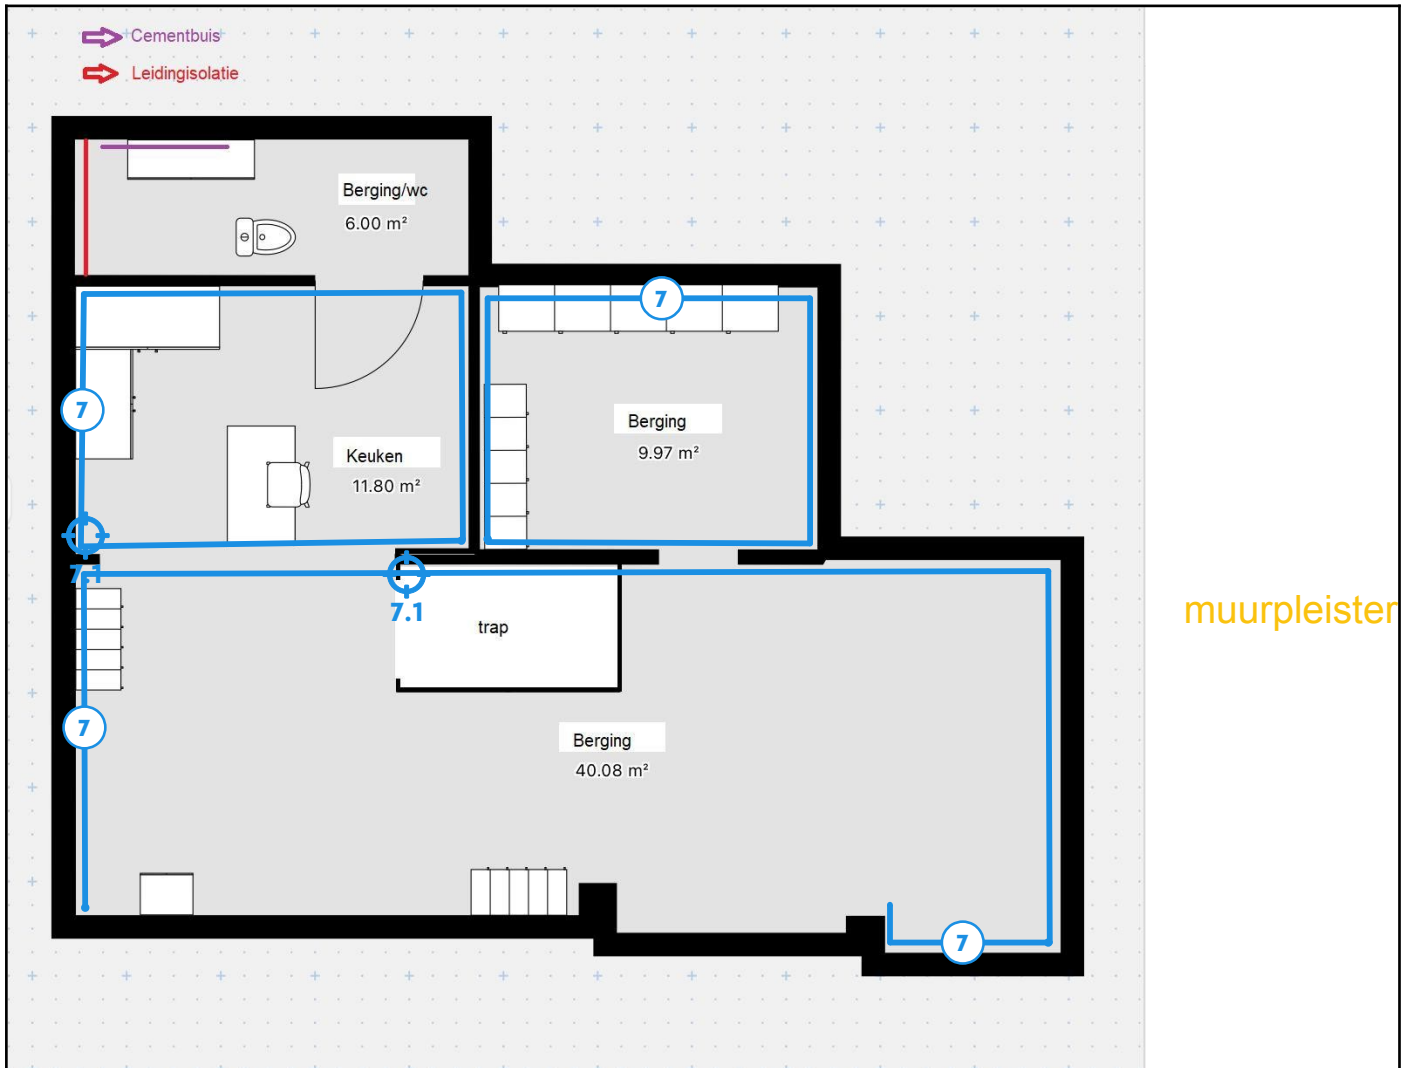 Cementbuis
Leidingisolatie
Berging/wc
6.00 m²
7
7
Berging
9.97 m²
Keuken
11.80 m²
7.1
7.1
muurpleister
trap
7
Berging
40.08 m²
7